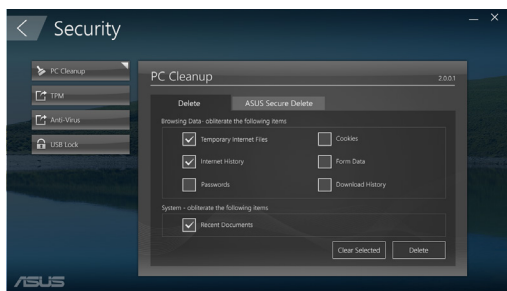 Security
PC Cleanup
TPM
Anti-Virus
USB Lock
PC Cleanup
2.0.0.1
Delete
ASUS Secure Delete
Browsing Data- obliterate the following items
Temporary Internet Files
Cookies
Internet History
Form Data
Passwords
Download History
System - obliterate the following items
Recent Documents
Clear Selected
Delete
ASUS